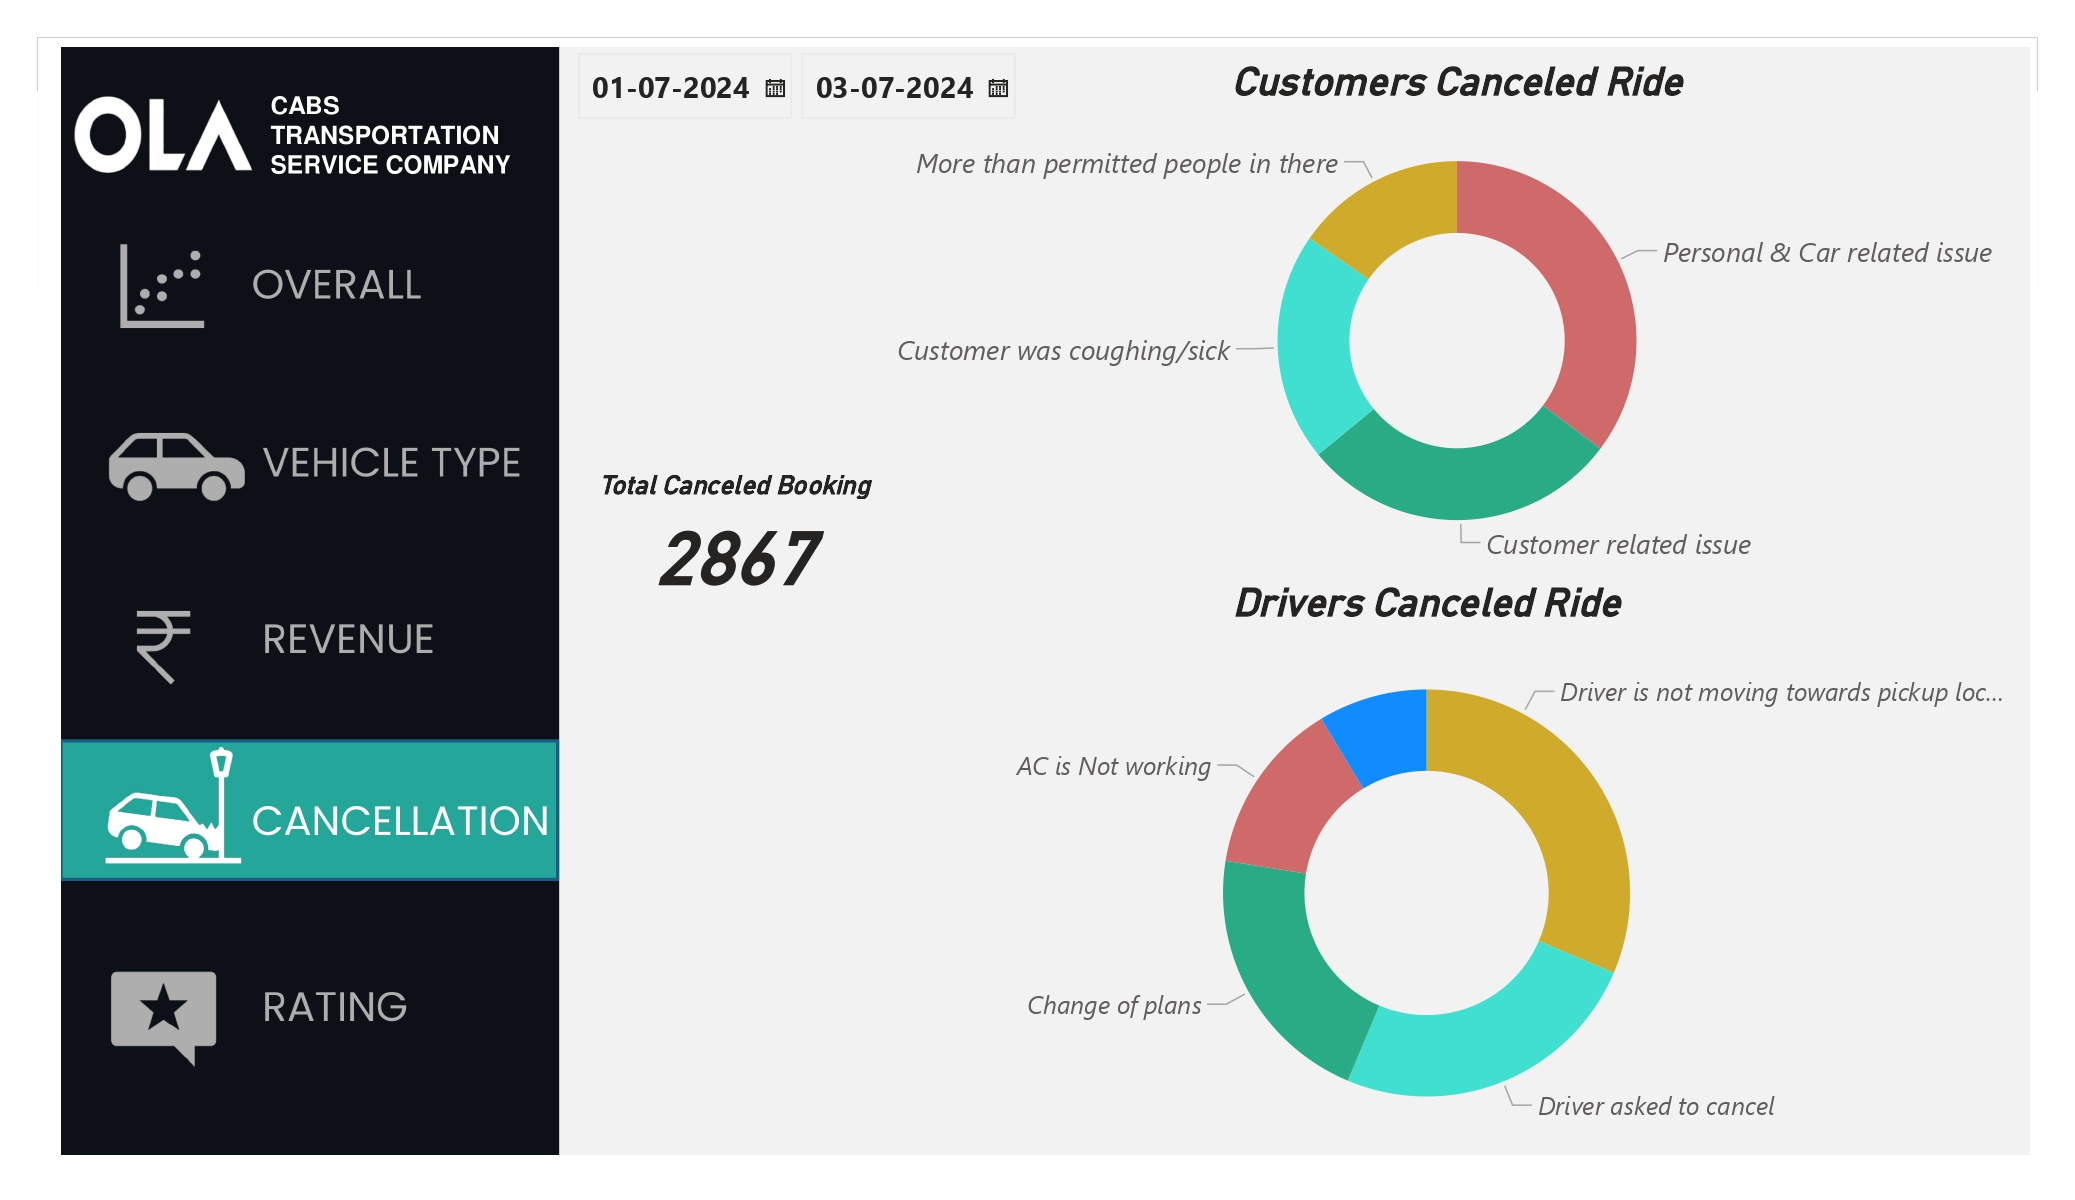 OLA
CABS
TRANSPORTATION
SERVICE COMPANY
OVERALL
VEHICLE TYPE
REVENUE
CANCELLATION
RATING
01-07-2024
03-07-2024
Total Canceled Booking
2867
Customers Canceled Ride
More than permitted people in there
Personal & Car related issue
Customer was coughing/sick
Customer related issue
Drivers Canceled Ride
Driver is not moving towards pickup loc...
AC is Not working
Change of plans
Driver asked to cancel